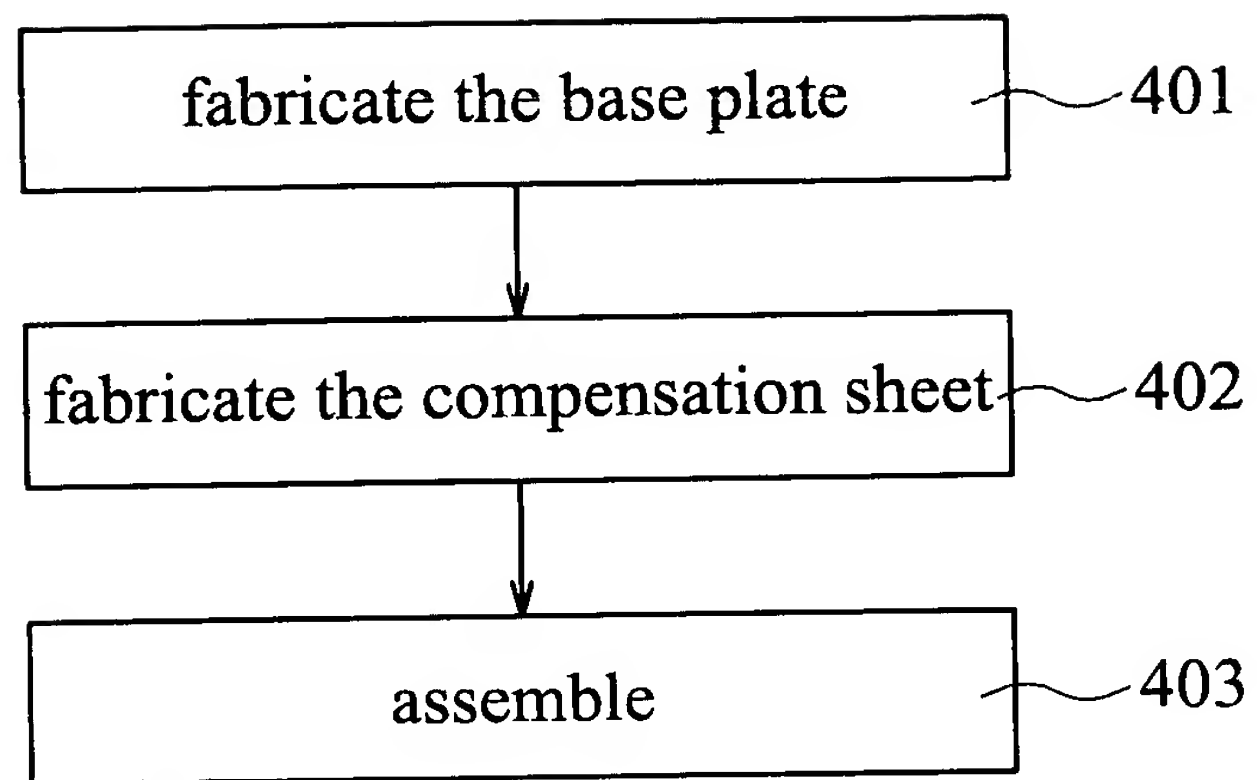 fabricate the base plate 401
fabricate the compensation sheet 402
assemble 403